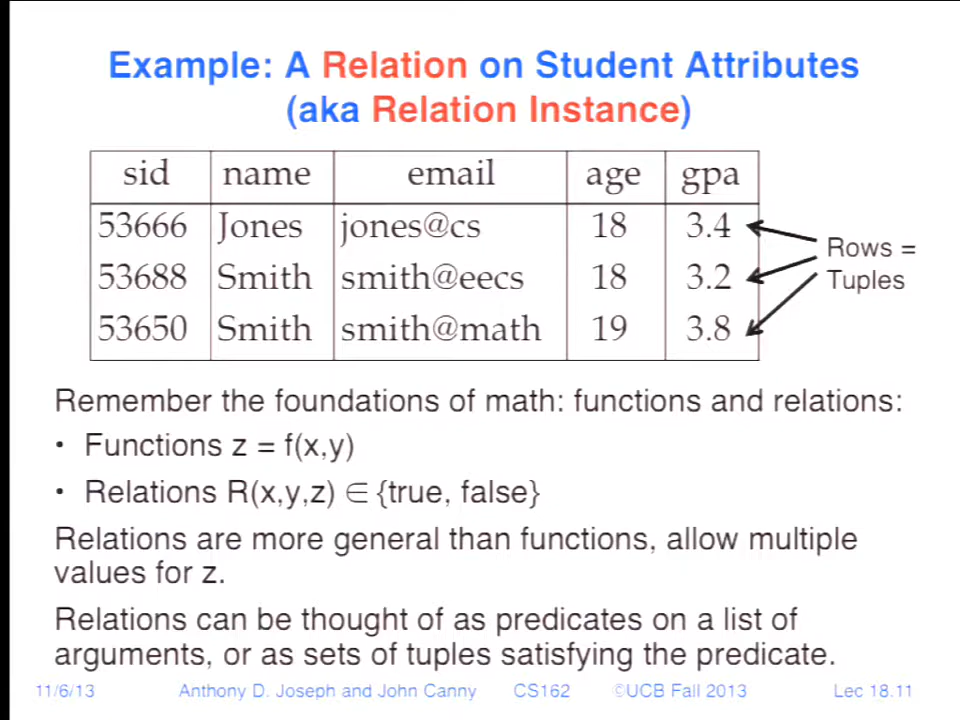 Example: A Relation on Student Attributes
(aka Relation Instance)
sid name email age gpa
53666 Jones jones@cs 18 3.4
53688 Smith smith@eecs 18 3.2
53650 Smith smith@math 19 3.8
Rows =
Tuples
Remember the foundations of math: functions and relations:
• Functions z = f(x,y)
• Relations R(x,y,z) ∈ {true, false}
Relations are more general than functions, allow multiple
values for z.
Relations can be thought of as predicates on a list of
arguments, or as sets of tuples satisfying the predicate.
11/6/13 Anthony D. Joseph and John Canny CS162 ©UCB Fall 2013 Lec 18.11